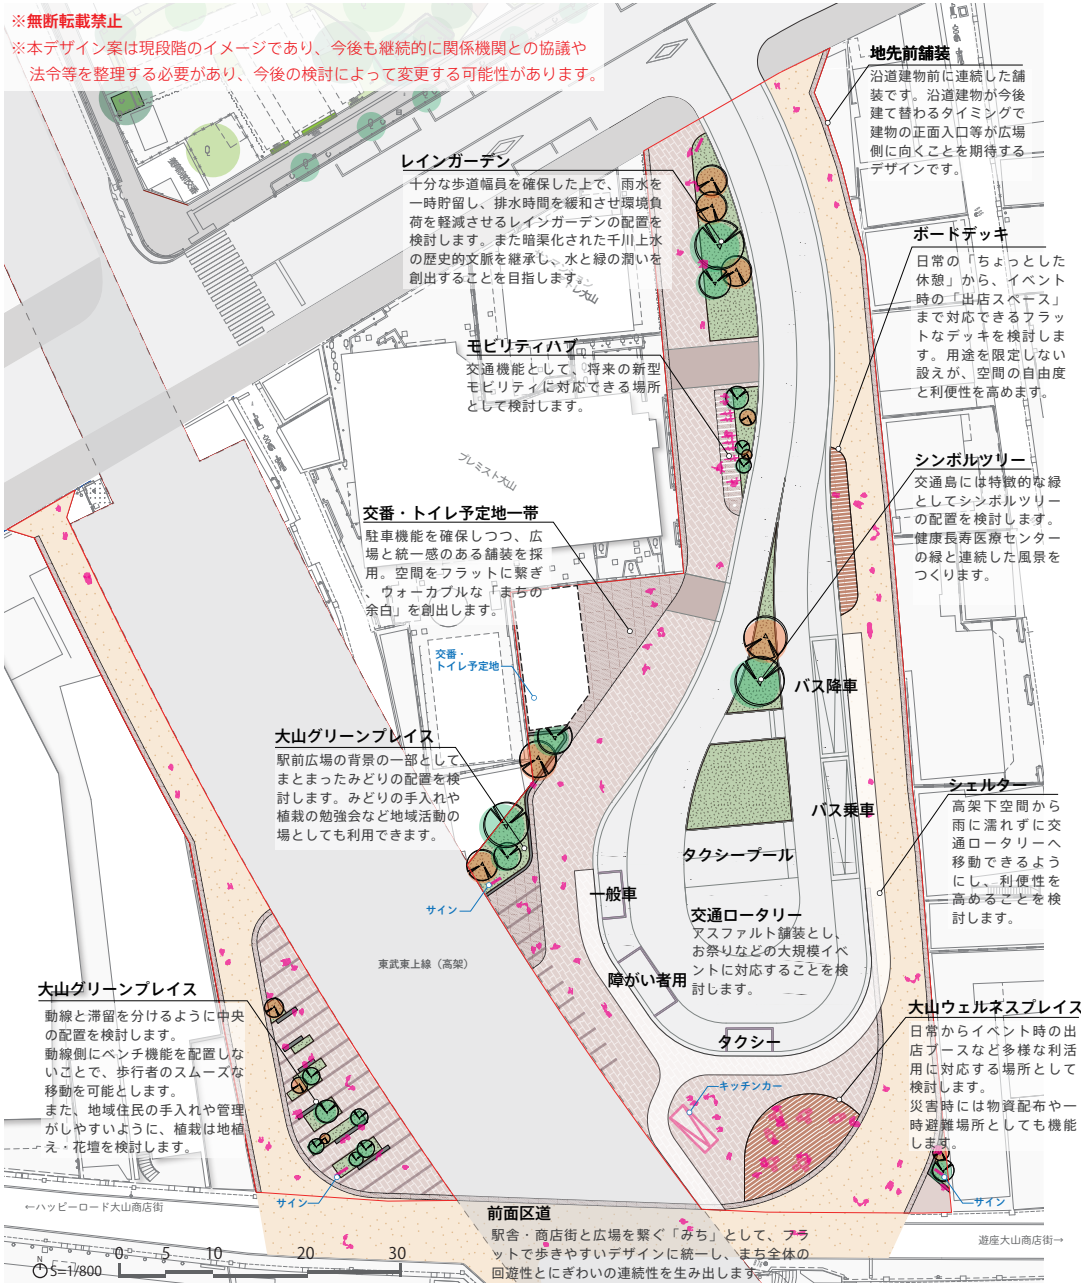 ※無断転載禁止
※本デザイン案は現段階のイメージであり、今後も継続的に関係機関との協議や
法令等を整理する必要があり、今後の検討によって変更する可能性があります。
地先前舗装
沿道建物前に連続した舗
装です。沿道建物が今後
建て替わるタイミングで
建物の正面入口等が広場
側に向くことを期待する
デザインです。
レインガーデン
十分な歩道幅員を確保した上で、雨水を
一時貯留し、排水時間を緩和させ環境負
荷を軽減させるレインガーデンの配置を
検討します。また暗渠化された千川上水
の歴史的文脈を継承し、水と緑の潤いを
創出することを目指します。
ボードデッキ
日常の「ちょっとした
休憩」から、イベント
時の「出店スペース」
まで対応できるフラッ
トなデッキを検討しま
す。用途を限定しない
設えが、空間の自由度
と利便性を高めます。
モビリティハブ
交通機能として、将来の新型
モビリティに対応できる場所
として検討します。
プレミスト大山
シンボルツリー
交通島には特徴的な緑
としてシンボルツリー
の配置を検討します。
健康長寿医療センター
の緑と連続した風景を
つくります。
交番・トイレ予定地一帯
駐車機能を確保しつつ、広
場と統一感のある舗装を採
用。空間をフラットに繋ぎ
、ウォーカブルな「まちの
余白」を創出します。
交番・
トイレ予定地
バス降車
大山グリーンプレイス
駅前広場の背景の一部として
まとまったみどりの配置を検
討します。みどりの手入れや
植栽の勉強会など地域活動の
場としても利用できます。
シェルター
高架下空間から
雨に濡れずに交
通ロータリーへ
移動できるよう
にし、利便性を
高めることを検
討します。
バス乗車
タクシープール
一般車
サイン
交通ロータリー
アスファルト舗装とし、
お祭りなどの大規模イベ
ントに対応することを検
討します。
東武東上線（高架）
障がい者用
大山グリーンプレイス
動線と滞留を分けるように中央
の配置を検討します。
動線側にベンチ機能を配置しな
いことで、歩行者のスムーズな
移動を可能とします。
また、地域住民の手入れや管理
がしやすいように、植栽は地植
え・花壇を検討します。
大山ウェルネスプレイス
日常からイベント時の出
店ブースなど多様な利活
用に対応する場所として
検討します。
災害時には物資配布や一
時避難場所としても機能
します。
タクシー
キッチンカー
サイン
サイン
←ハッピーロード大山商店街
前面区道
駅舎・商店街と広場を繋ぐ「みち」として、フラ
ットで歩きやすいデザインに統一し、まち全体の
回遊性とにぎわいの連続性を生み出します。
遊座大山商店街→
N
S=1/800
0 5 10 20 30